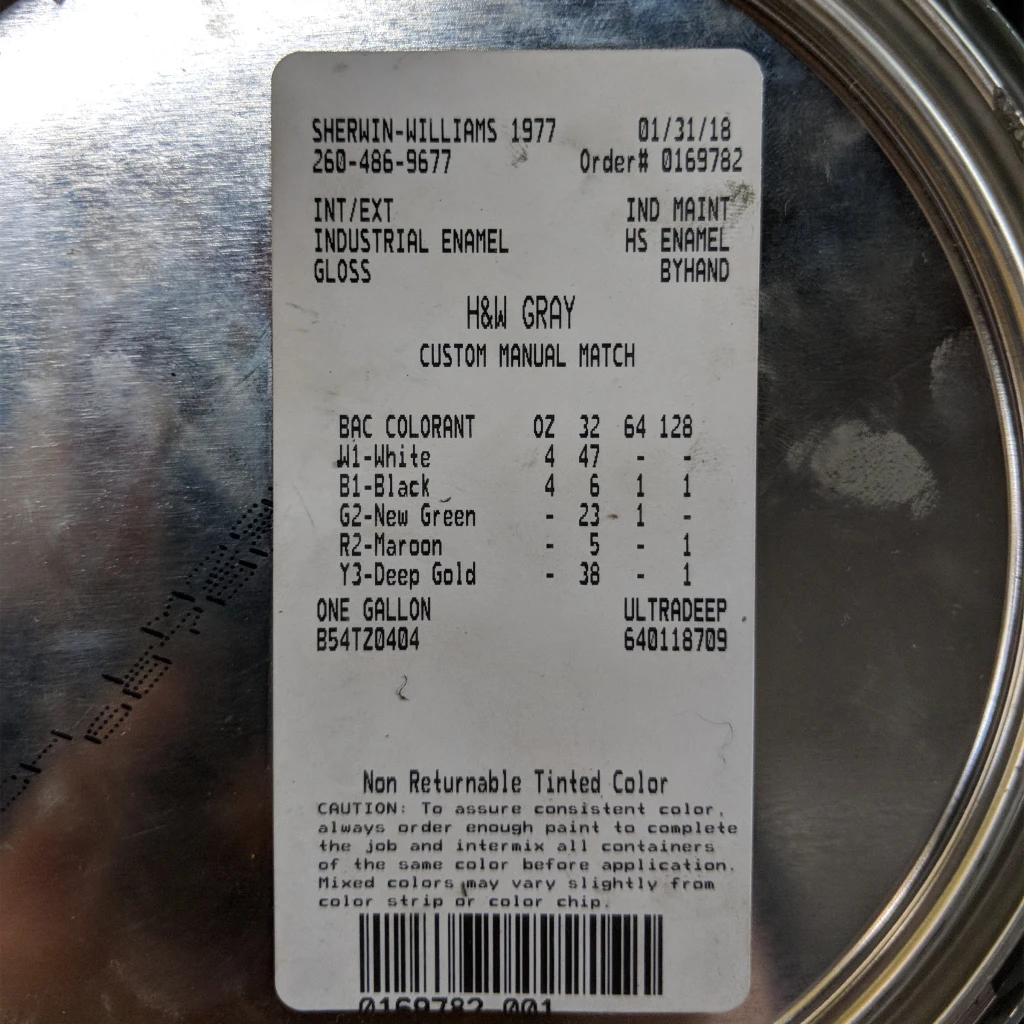 SHERWIN-WILLIAMS 1977 01/31/18
260-486-9677 Order# 0169782
INT/EXT IND MAINT
INDUSTRIAL ENAMEL HS ENAMEL
GLOSS BYHAND
H&W GRAY
CUSTOM MANUAL MATCH
BAC COLORANT OZ 32 64 128
W1-White 4 47 - -
B1-Black 4 6 1 1
G2-New Green - 23 1 -
R2-Maroon - 5 - 1
Y3-Deep Gold - 38 - 1
ONE GALLON ULTRADEEP
B54TZ0404 640118709
Non Returnable Tinted Color
CAUTION: To assure consistent color,
always order enough paint to complete
the job and intermix all containers
of the same color before application.
Mixed colors may vary slightly from
color strip or color chip.
0169782 001